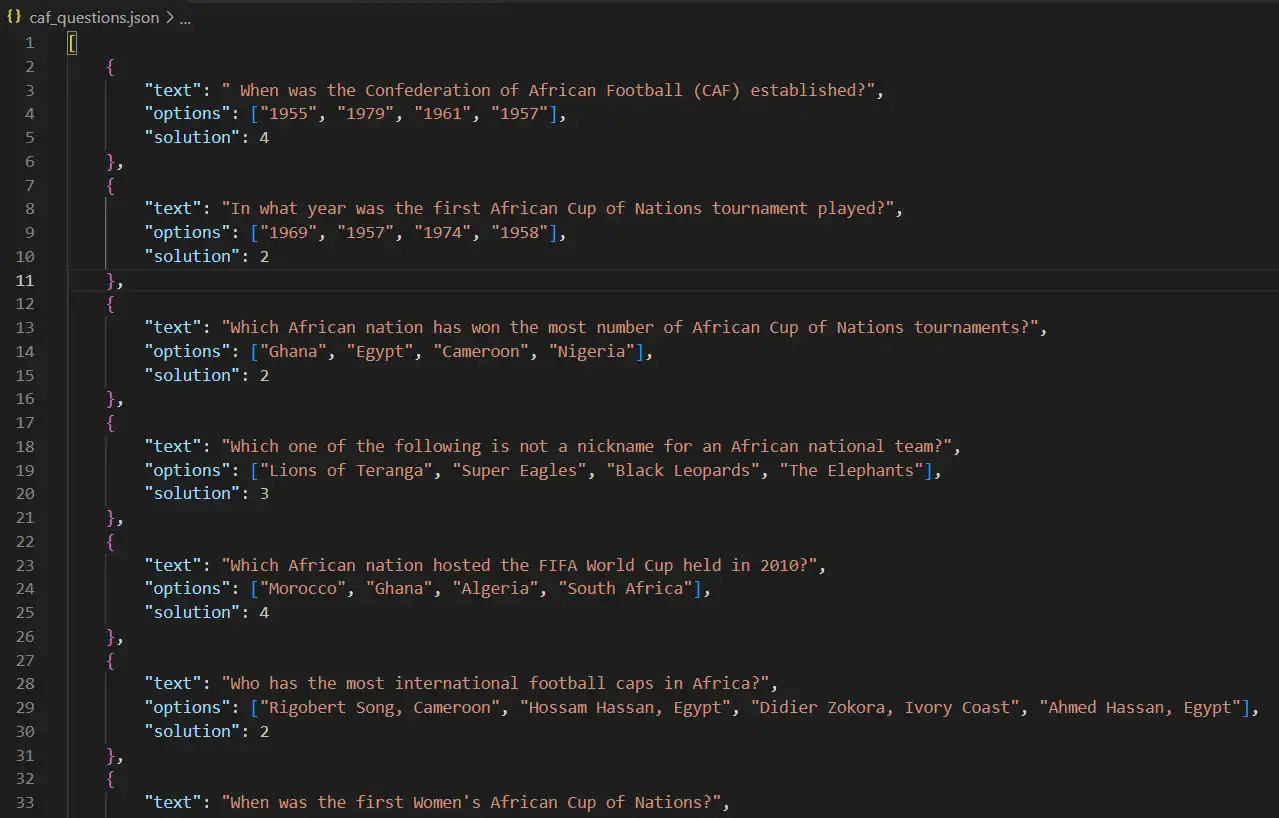 {} caf_questions.json > ...
1 [
2 {
3 "text": " When was the Confederation of African Football (CAF) established?",
4 "options": ["1955", "1979", "1961", "1957"],
5 "solution": 4
6 },
7 {
8 "text": "In what year was the first African Cup of Nations tournament played?",
9 "options": ["1969", "1957", "1974", "1958"],
10 "solution": 2
11 },
12 {
13 "text": "Which African nation has won the most number of African Cup of Nations tournaments?",
14 "options": ["Ghana", "Egypt", "Cameroon", "Nigeria"],
15 "solution": 2
16 },
17 {
18 "text": "Which one of the following is not a nickname for an African national team?",
19 "options": ["Lions of Teranga", "Super Eagles", "Black Leopards", "The Elephants"],
20 "solution": 3
21 },
22 {
23 "text": "Which African nation hosted the FIFA World Cup held in 2010?",
24 "options": ["Morocco", "Ghana", "Algeria", "South Africa"],
25 "solution": 4
26 },
27 {
28 "text": "Who has the most international football caps in Africa?",
29 "options": ["Rigobert Song, Cameroon", "Hossam Hassan, Egypt", "Didier Zokora, Ivory Coast", "Ahmed Hassan, Egypt"],
30 "solution": 2
31 },
32 {
33 "text": "When was the first Women's African Cup of Nations?",